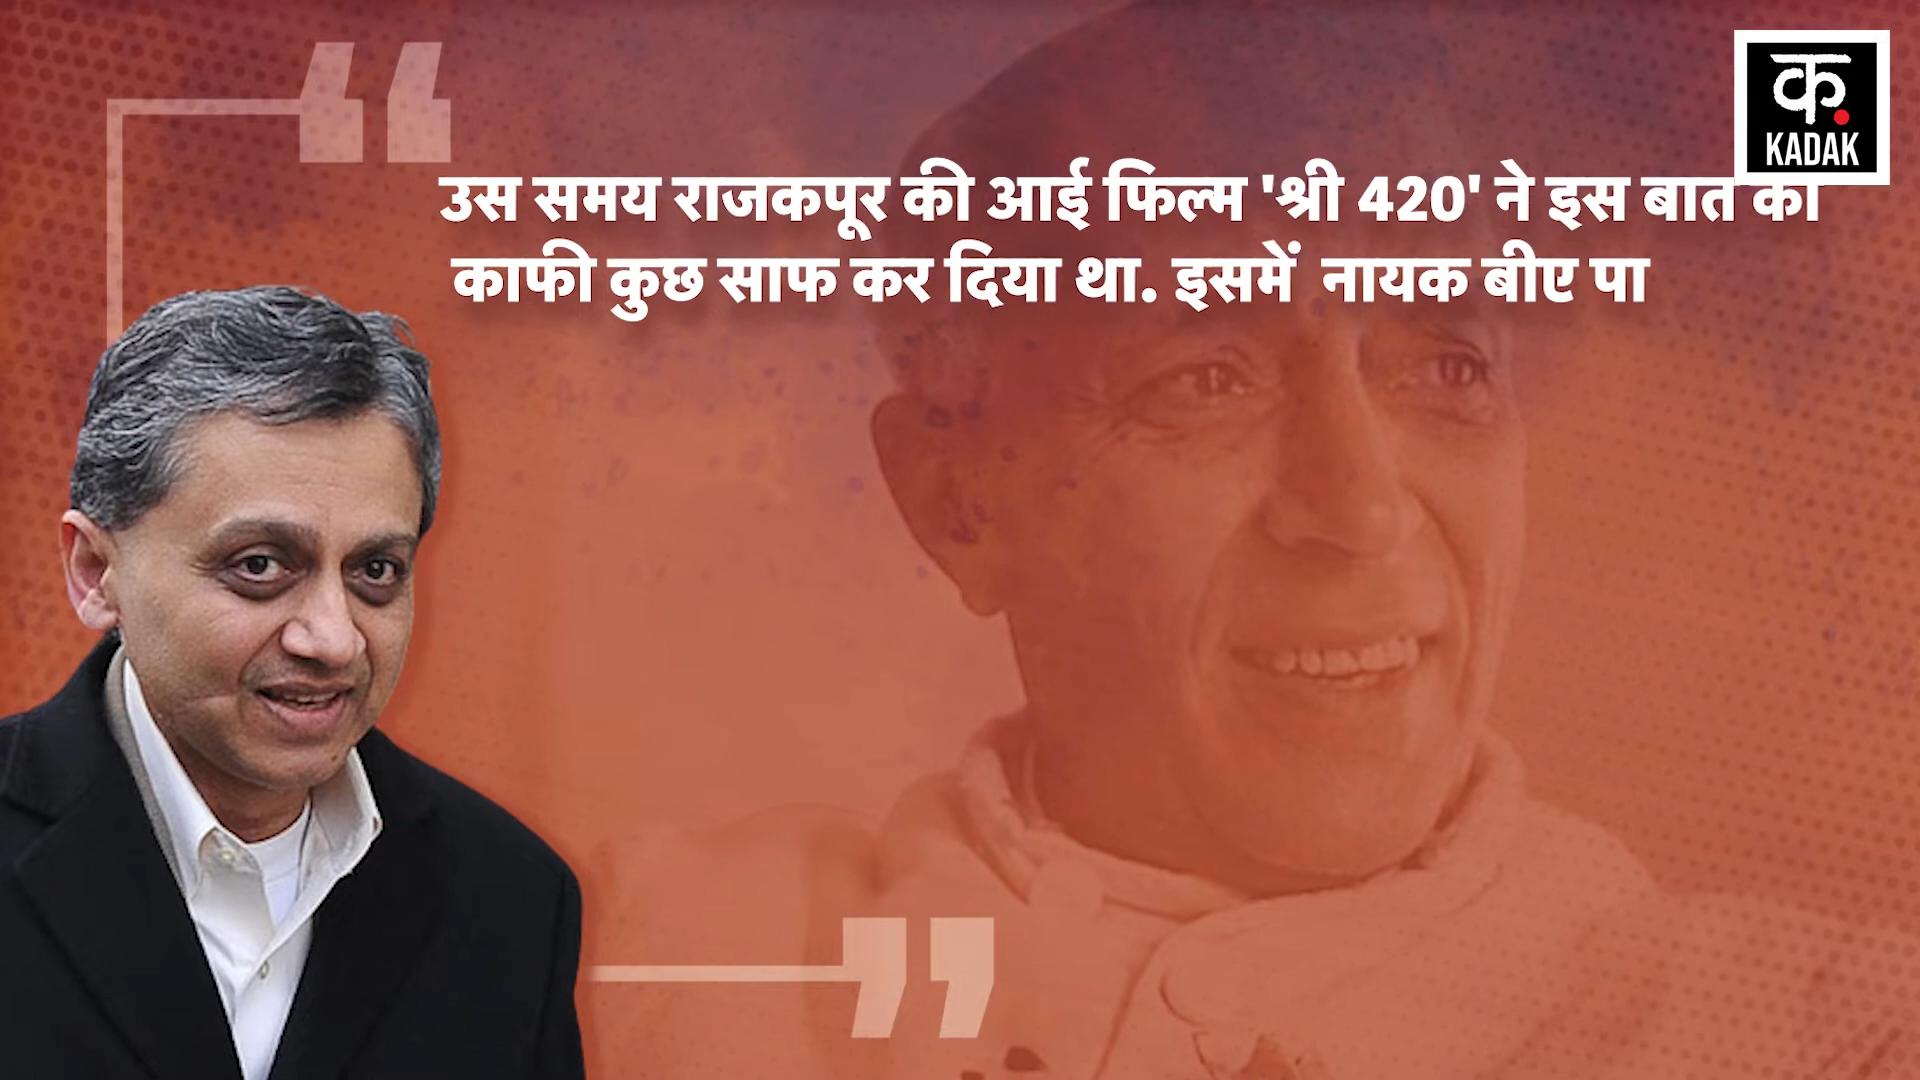 क.
KADAK
उस समय राजकपूर की आई फिल्म 'श्री 420' ने इस बात को
काफी कुछ साफ कर दिया था. इसमें नायक बीए पा